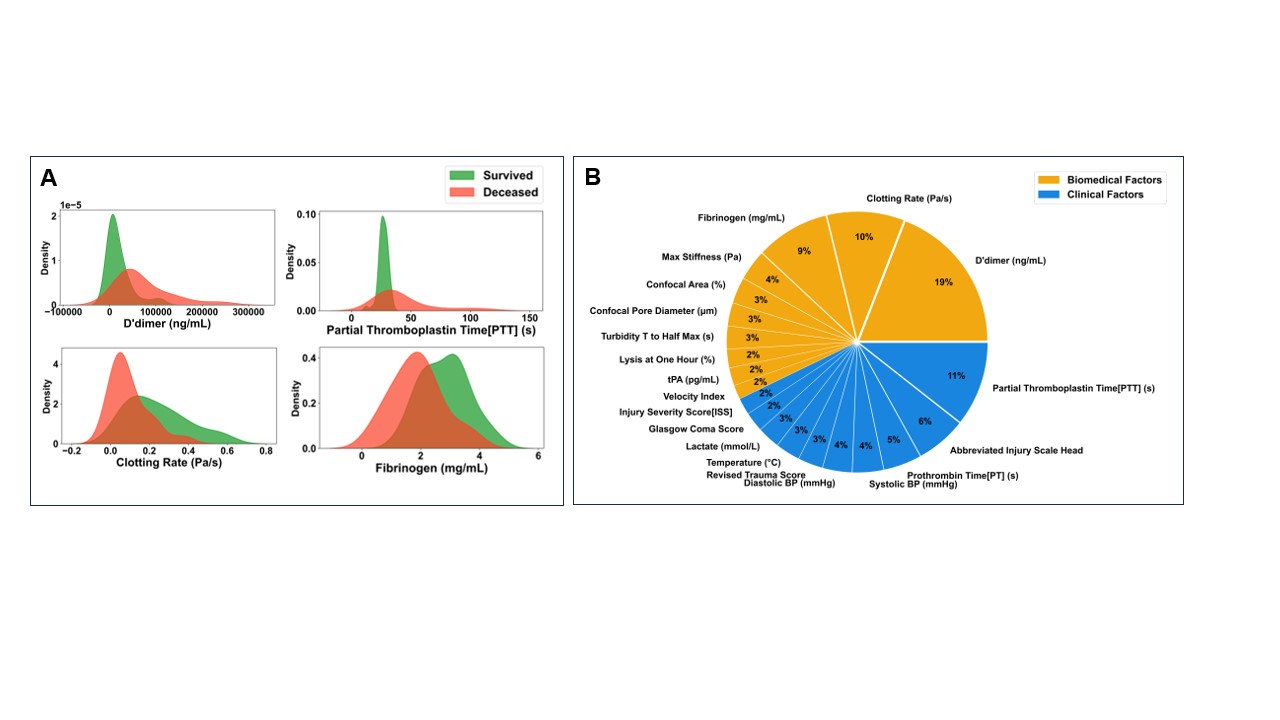 A
Survived
Deceased
1e−5
2
1
0
Density
−100000 0 100000 200000 300000
D'dimer (ng/mL)
0.10
0.05
0.00
Density
0 50 100 150
Partial Thromboplastin Time[PTT] (s)
4
2
0
Density
−0.2 0.0 0.2 0.4 0.6 0.8
Clotting Rate (Pa/s)
0.4
0.2
0.0
Density
0 2 4 6
Fibrinogen (mg/mL)
B
Biomedical Factors
Clinical Factors
Clotting Rate (Pa/s)
Fibrinogen (mg/mL)
Max Stiffness (Pa)
Confocal Area (%)
Confocal Pore Diameter (μm)
Turbidity T to Half Max (s)
Lysis at One Hour (%)
tPA (pg/mL)
Velocity Index
Injury Severity Score[ISS]
Glasgow Coma Score
Lactate (mmol/L)
Temperature (°C)
Revised Trauma Score
Diastolic BP (mmHg)
Systolic BP (mmHg)
Prothrombin Time[PT] (s)
Abbreviated Injury Scale Head
Partial Thromboplastin Time[PTT] (s)
D'dimer (ng/mL)
19%
10%
9%
4%
3%
3%
3%
2%
2%
2%
2%
2%
3%
3%
3%
4%
4%
5%
6%
11%